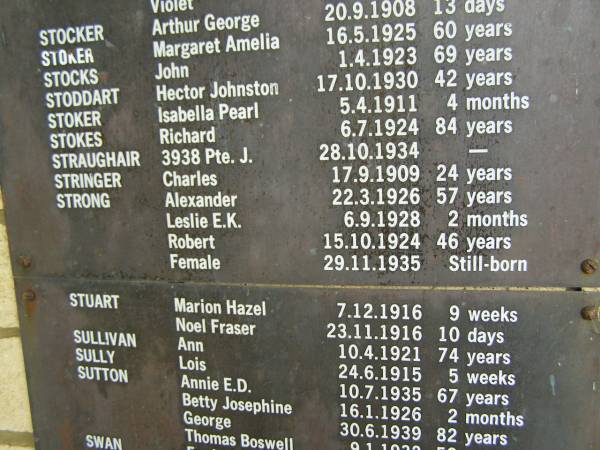 Violet
STOCKER Arthur George 20.9.1908 13 days
STOKER Margaret Amelia 16.5.1925 60 years
STOCKS John 1.4.1923 69 years
STODDART Hector Johnston 17.10.1930 42 years
STOKER Isabella Pearl 5.4.1911 4 months
STOKES Richard 6.7.1924 84 years
STRAUGHAIR 3938 Pte. J. 28.10.1934 —
STRINGER Charles 17.9.1909 24 years
STRONG Alexander 22.3.1926 57 years
Leslie E.K. 6.9.1928 2 months
Robert 15.10.1924 46 years
Female 29.11.1935 Still-born
STUART Marion Hazel 7.12.1916 9 weeks
Noel Fraser 23.11.1916 10 days
SULLIVAN Ann 10.4.1921 74 years
SULLY Lois 24.6.1915 5 weeks
SUTTON Annie E.D. 10.7.1935 67 years
Betty Josephine 16.1.1926 2 months
George 30.6.1939 82 years
SWAN Thomas Boswell